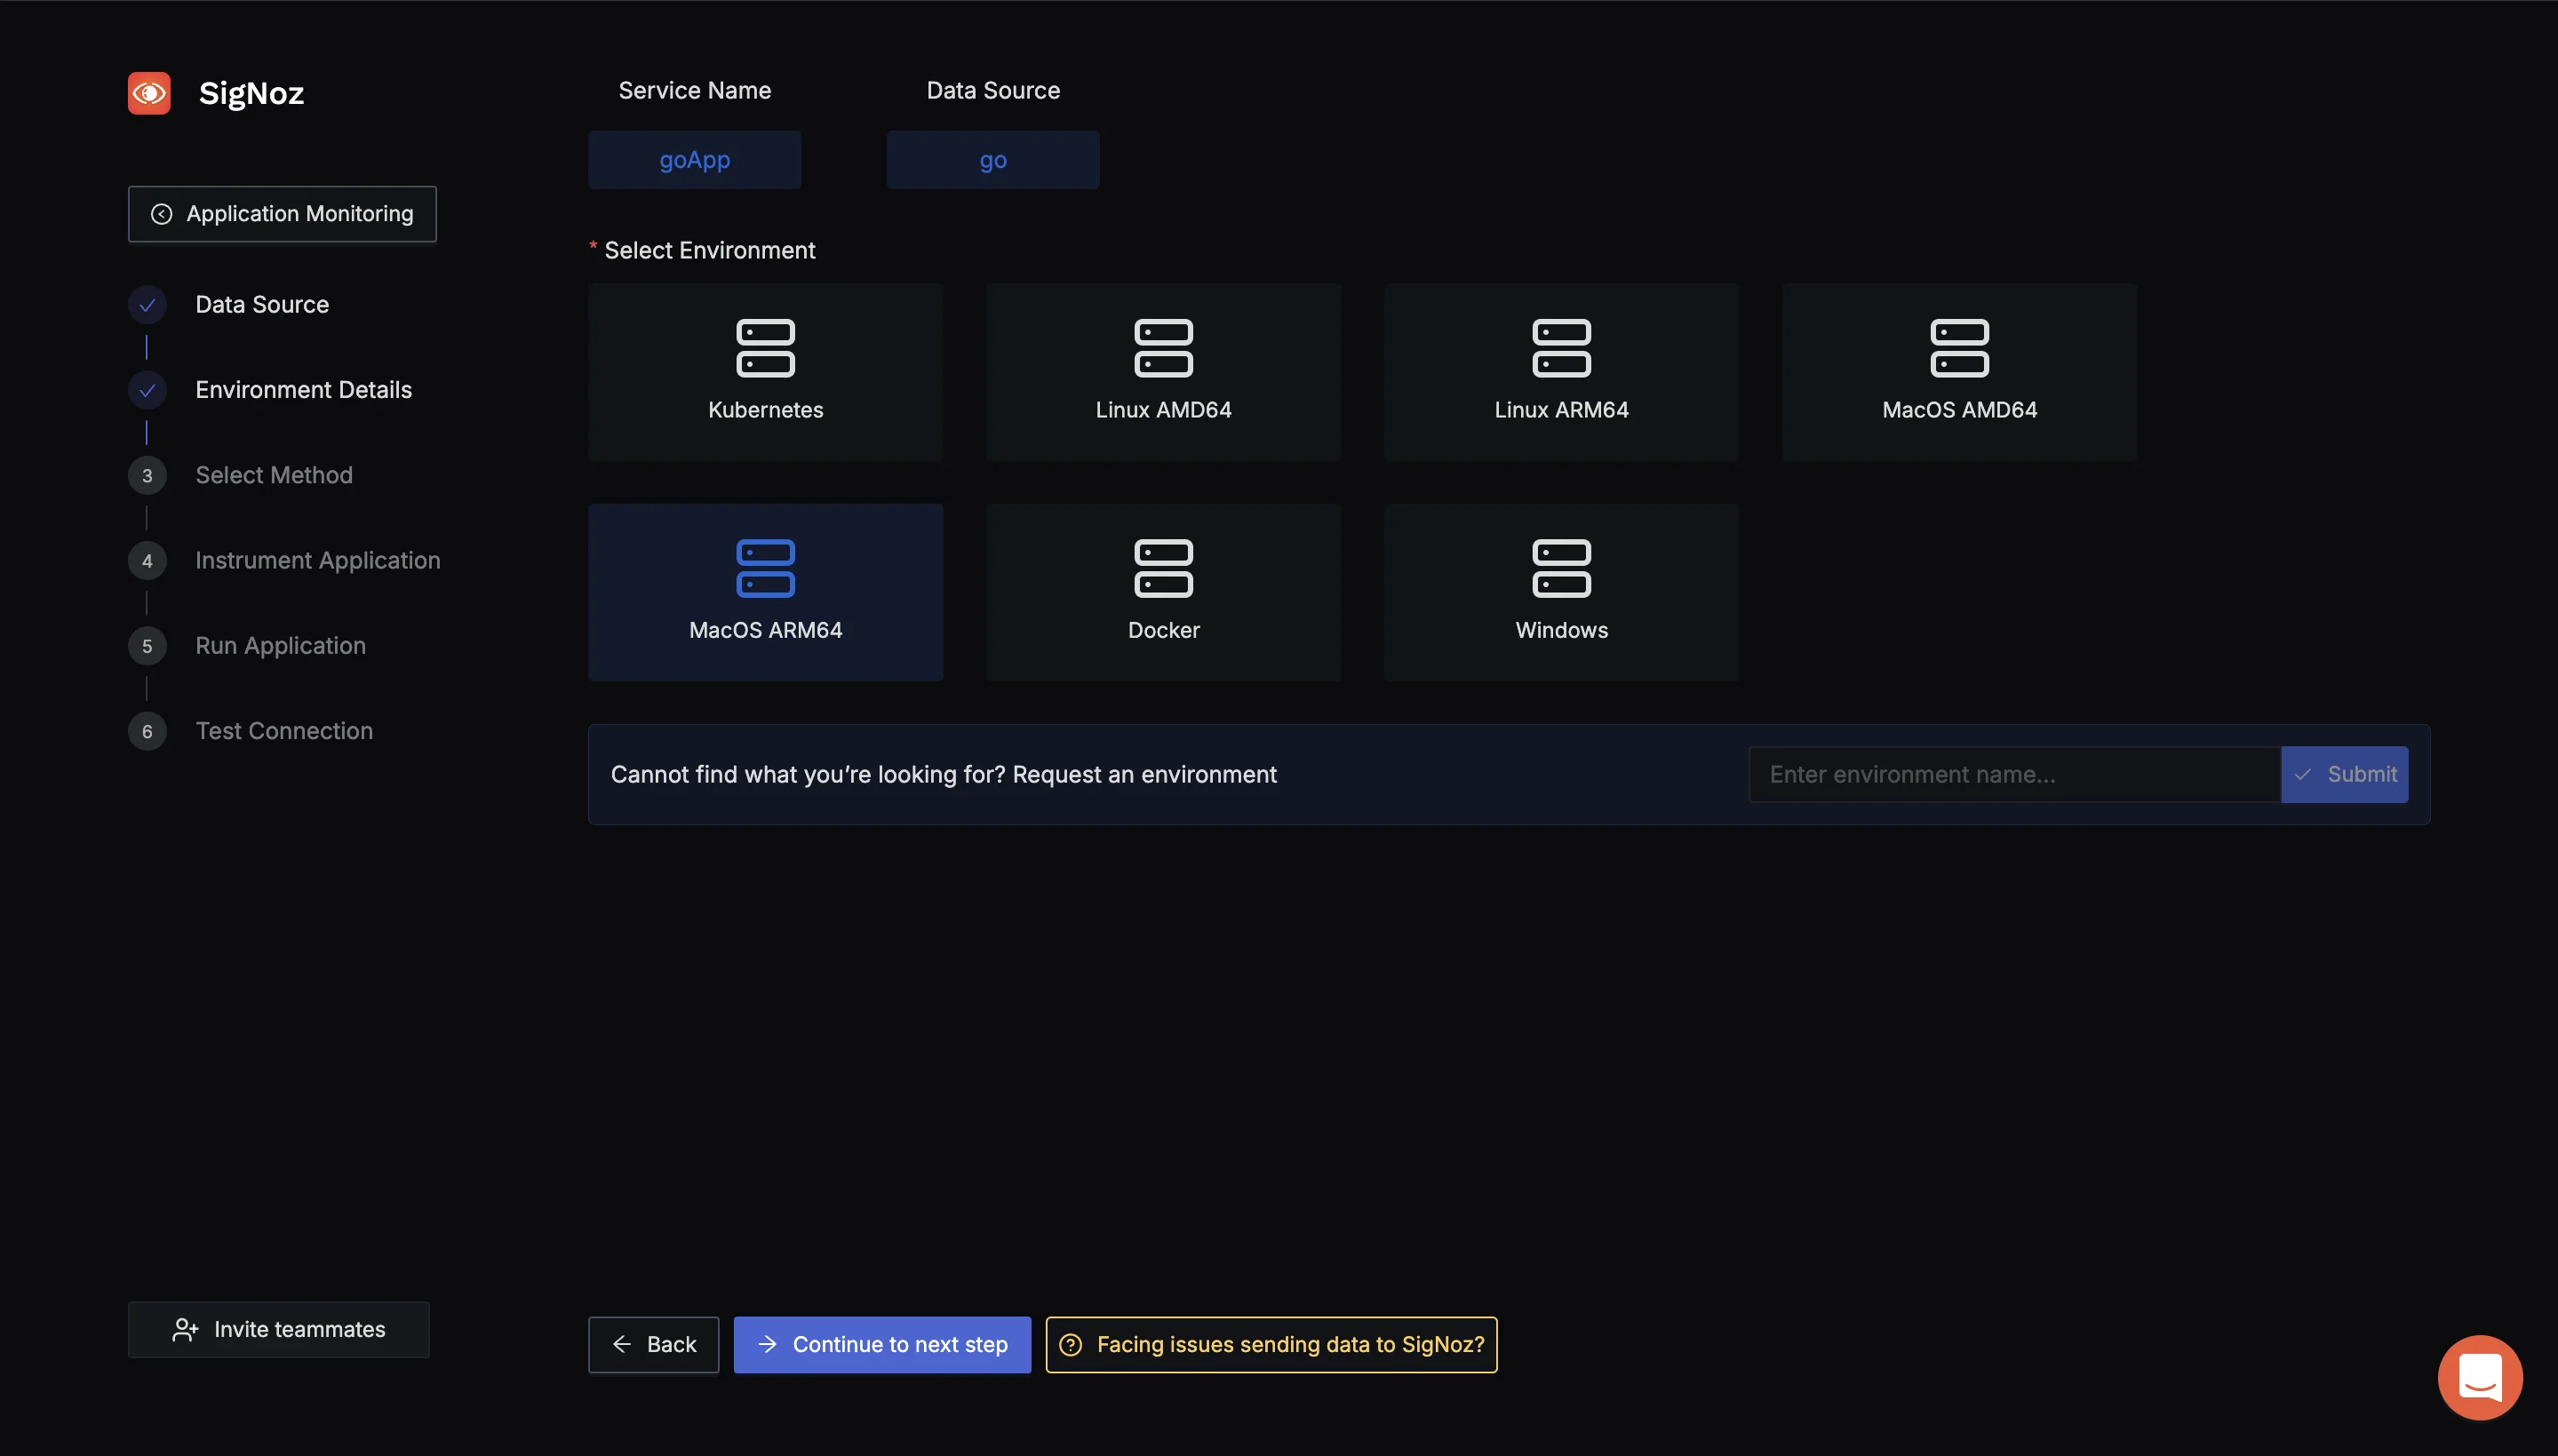 SigNoz
Application Monitoring
Data Source
Environment Details
3 Select Method
4 Instrument Application
5 Run Application
6 Test Connection
Invite teammates
Service Name Data Source
goApp go
* Select Environment
Kubernetes Linux AMD64 Linux ARM64 MacOS AMD64
MacOS ARM64 Docker Windows
Cannot find what you’re looking for? Request an environment
Enter environment name... Submit
Back Continue to next step Facing issues sending data to SigNoz?